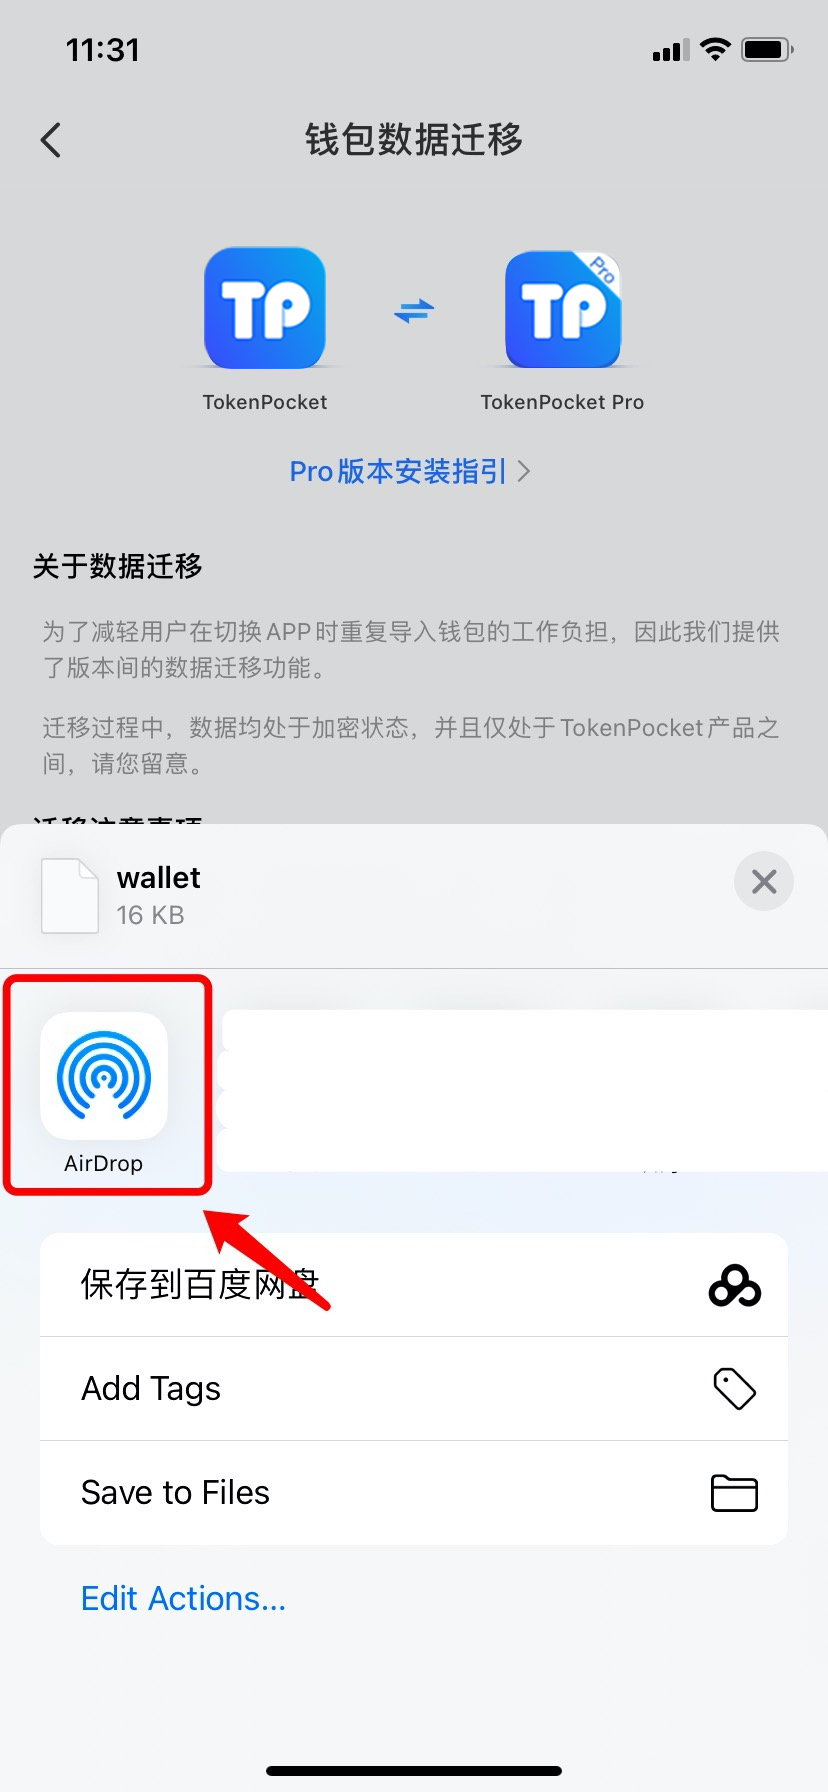 11:31
钱包数据迁移
TP
TP
Pro
TokenPocket
TokenPocket Pro
Pro版本安装指引
关于数据迁移
为了减轻用户在切换APP时重复导入钱包的工作负担，因此我们提供
了版本间的数据迁移功能。
迁移过程中，数据均处于加密状态，并且仅处于TokenPocket产品之
间，请您留意。
迁移注意事项
wallet
16 KB
AirDrop
保存到百度网盘
Add Tags
Save to Files
Edit Actions...